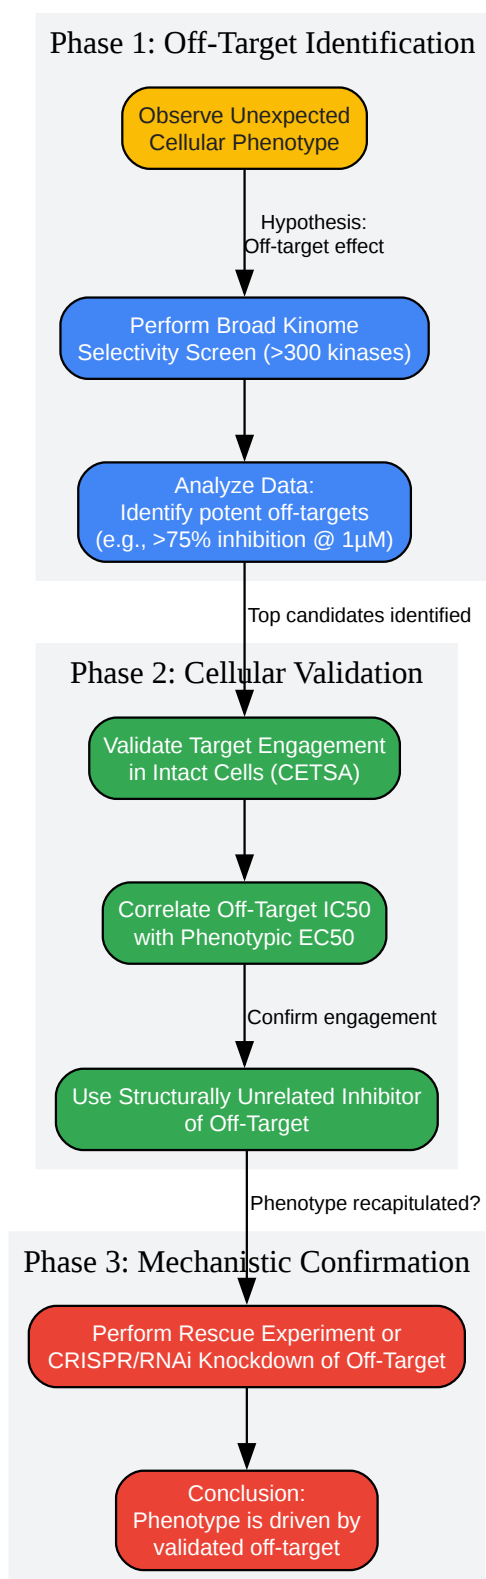 Phase 1: Off-Target Identification
Observe Unexpected
Cellular Phenotype
Hypothesis:
Off-target effect
Perform Broad Kinome
Selectivity Screen (>300 kinases)
Analyze Data:
Identify potent off-targets
(e.g., >75% inhibition @ 1µM)
Top candidates identified
Phase 2: Cellular Validation
Validate Target Engagement
in Intact Cells (CETSA)
Correlate Off-Target IC50
with Phenotypic EC50
Confirm engagement
Use Structurally Unrelated Inhibitor
of Off-Target
Phenotype recapitulated?
Phase 3: Mechanistic Confirmation
Perform Rescue Experiment or
CRISPR/RNAi Knockdown of Off-Target
Conclusion:
Phenotype is driven by
validated off-target